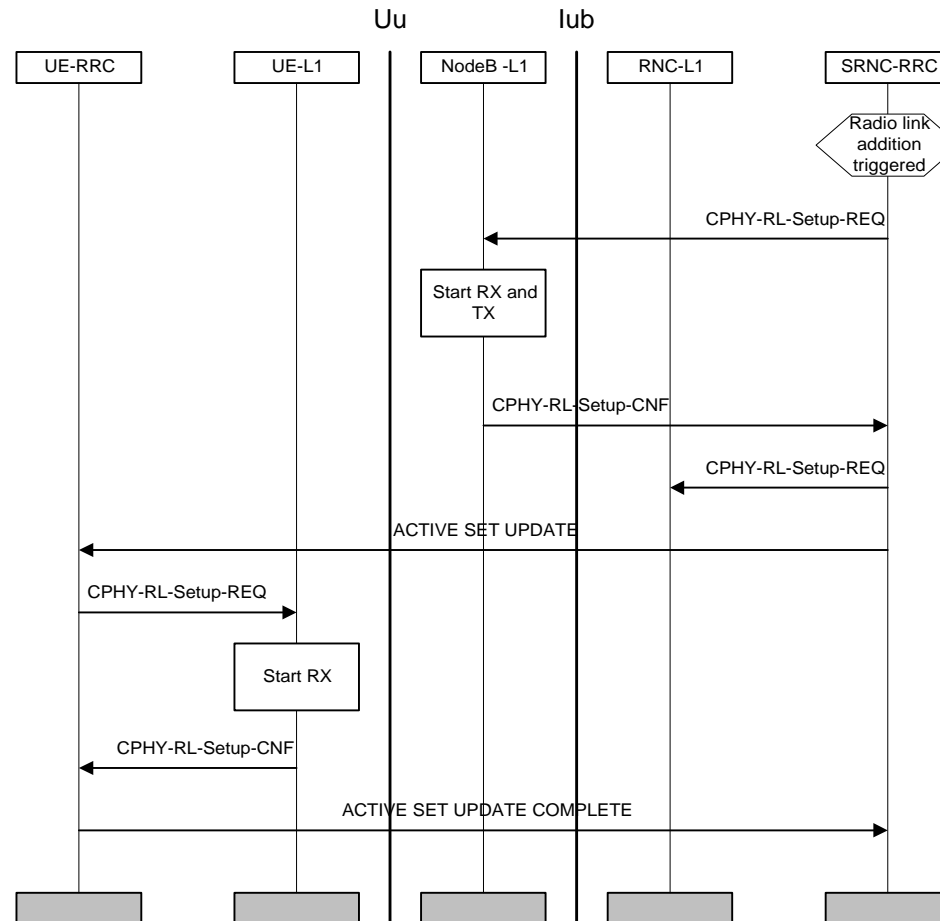 Uu
Iub
UE-RRC
UE-L1
NodeB -L1
RNC-L1
SRNC-RRC
Radio link
addition
triggered
CPHY-RL-Setup-REQ
Start RX and
TX
CPHY-RL-Setup-CNF
CPHY-RL-Setup-REQ
ACTIVE SET UPDATE
CPHY-RL-Setup-REQ
Start RX
CPHY-RL-Setup-CNF
ACTIVE SET UPDATE COMPLETE